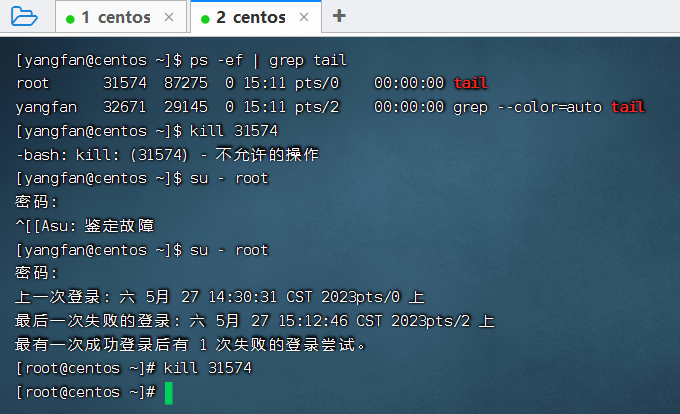 1 centos × 2 centos × +
[yangfan@centos ~]$ ps -ef | grep tail
root      31574  87275  0 15:11 pts/0    00:00:00 tail
yangfan   32671  29145  0 15:11 pts/2    00:00:00 grep --color=auto tail
[yangfan@centos ~]$ kill 31574
-bash: kill: (31574) - 不允许的操作
[yangfan@centos ~]$ su - root
密码:
^[[Asu: 鉴定故障
[yangfan@centos ~]$ su - root
密码:
上一次登录: 六 5月 27 14:30:31 CST 2023pts/0 上
最后一次失败的登录: 六 5月 27 15:12:46 CST 2023pts/2 上
最有一次成功登录后有 1 次失败的登录尝试。
[root@centos ~]# kill 31574
[root@centos ~]#